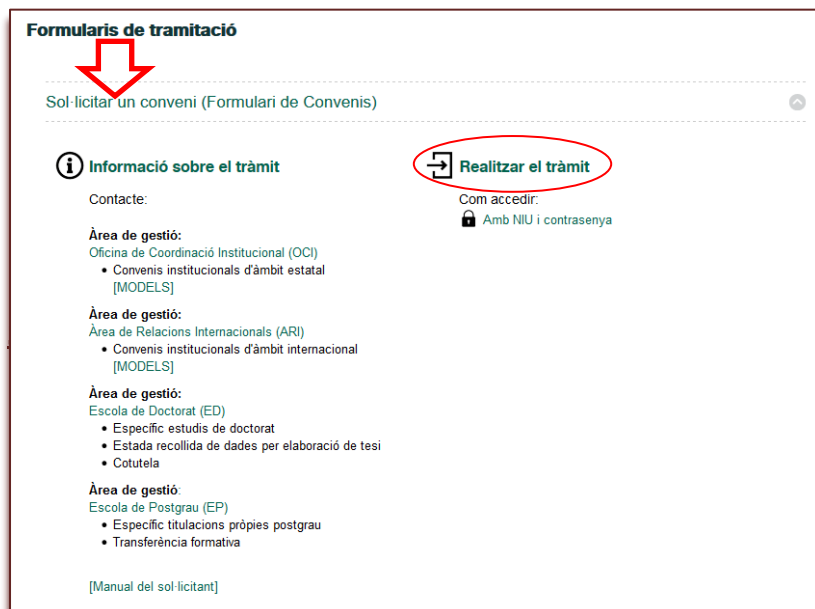 Formularis de tramitació
Sol·licitar un conveni (Formulari de Convenis)
Informació sobre el tràmit
Contacte:
Àrea de gestió:
Oficina de Coordinació Institucional (OCI)
• Convenis institucionals d'àmbit estatal
[MODELS]
Àrea de gestió:
Àrea de Relacions Internacionals (ARI)
• Convenis institucionals d'àmbit internacional
[MODELS]
Àrea de gestió:
Escola de Doctorat (ED)
• Específic estudis de doctorat
• Estada recollida de dades per elaboració de tesi
• Cotutela
Àrea de gestió:
Escola de Postgrau (EP)
• Específic titulacions pròpies postgrau
• Transferència formativa
[Manual del sol·licitant]
Realitzar el tràmit
Com accedir:
Amb NIU i contrasenya